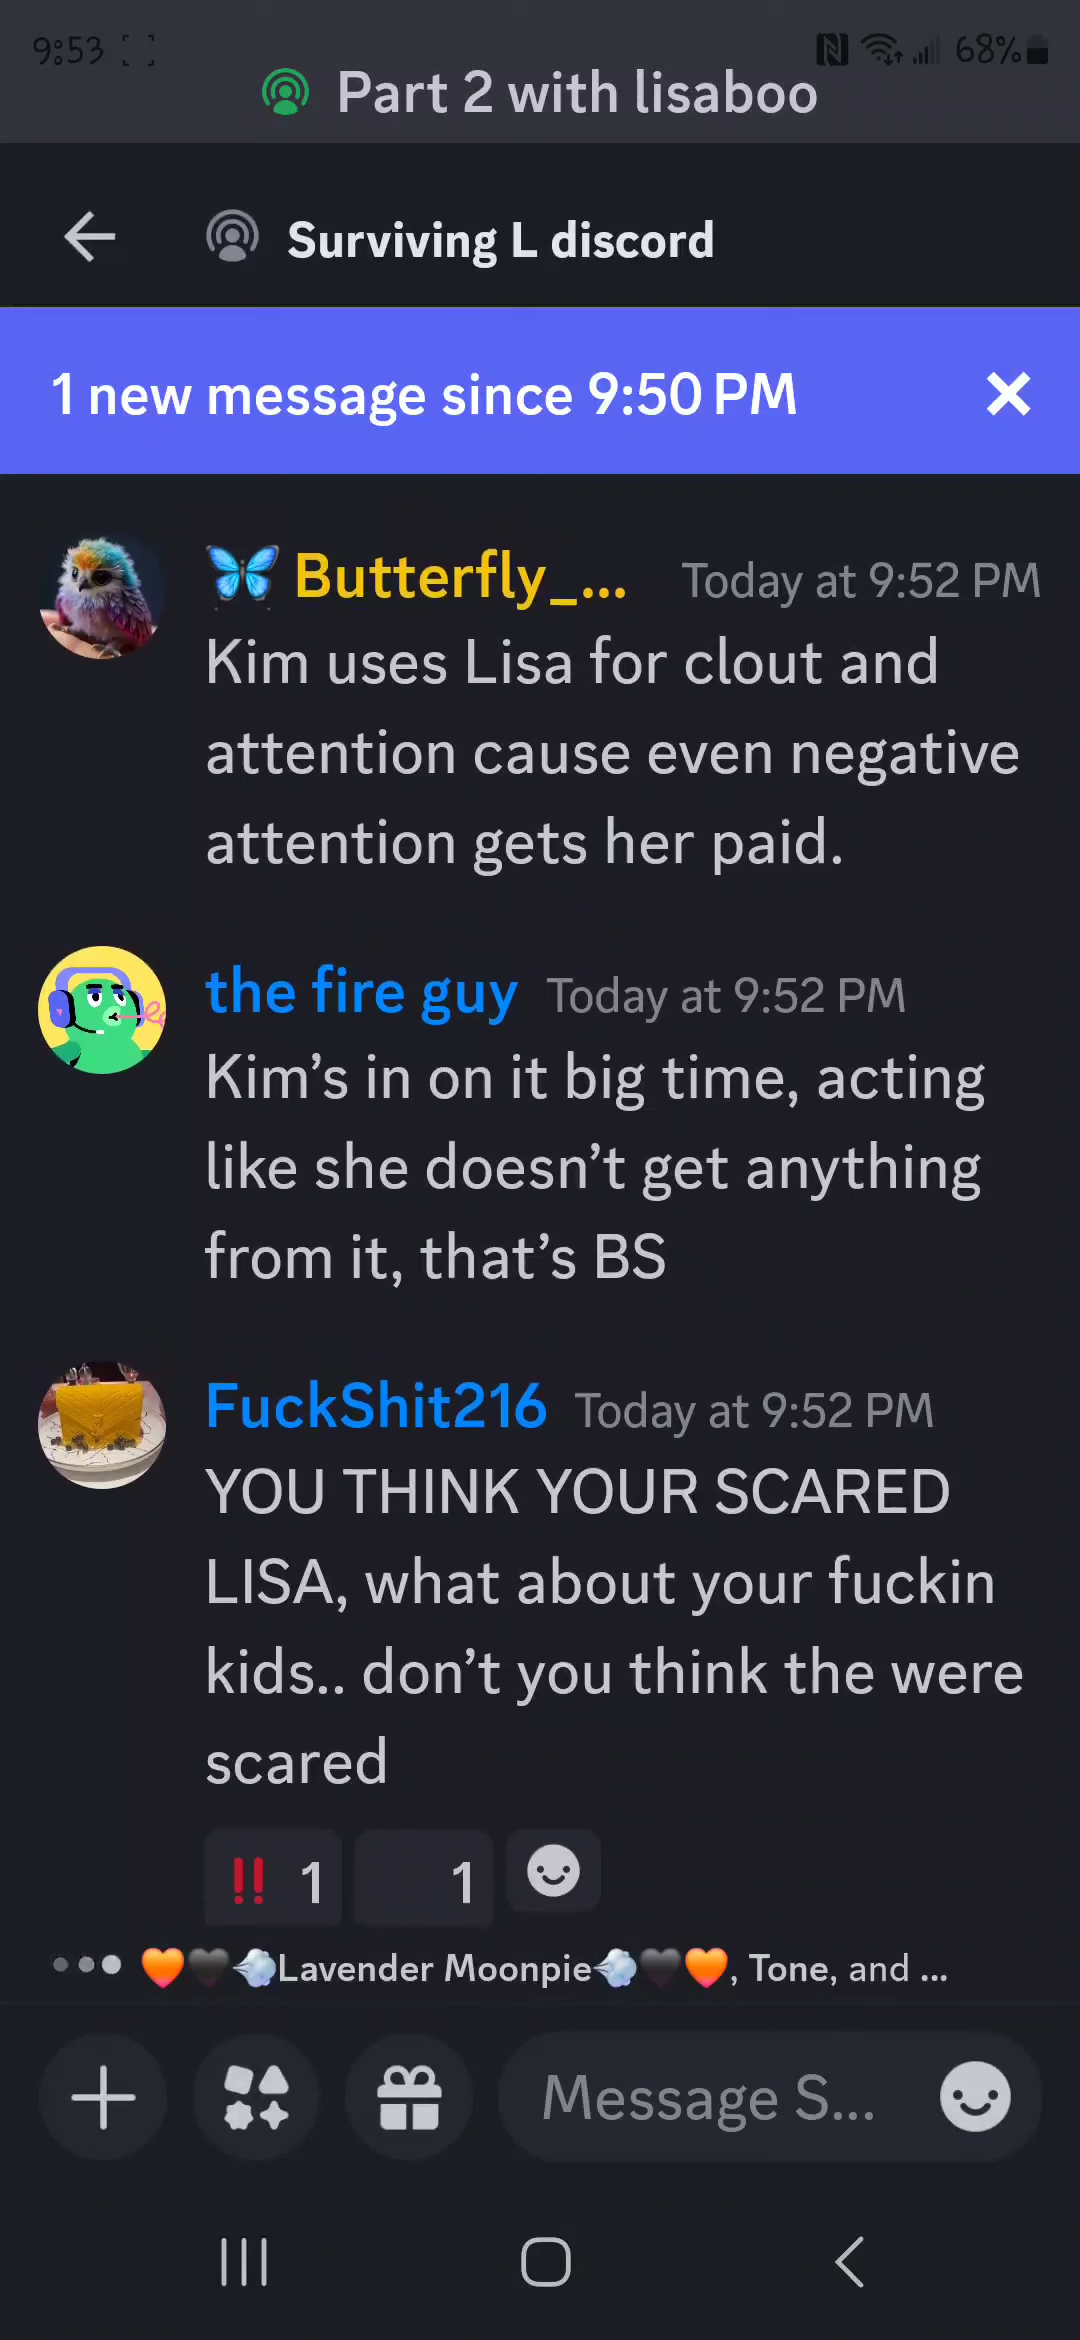 9:53
68%
Part 2 with lisaboo
Surviving L discord
1 new message since 9:50 PM
🦋 Butterfly_... Today at 9:52 PM
Kim uses Lisa for clout and
attention cause even negative
attention gets her paid.
the fire guy Today at 9:52 PM
Kim’s in on it big time, acting
like she doesn’t get anything
from it, that’s BS
FuckShit216 Today at 9:52 PM
YOU THINK YOUR SCARED
LISA, what about your fuckin
kids.. don’t you think the were
scared
‼ 1 1
🧡🖤💨Lavender Moonpie💨🖤🧡, Tone, and ...
Message S...